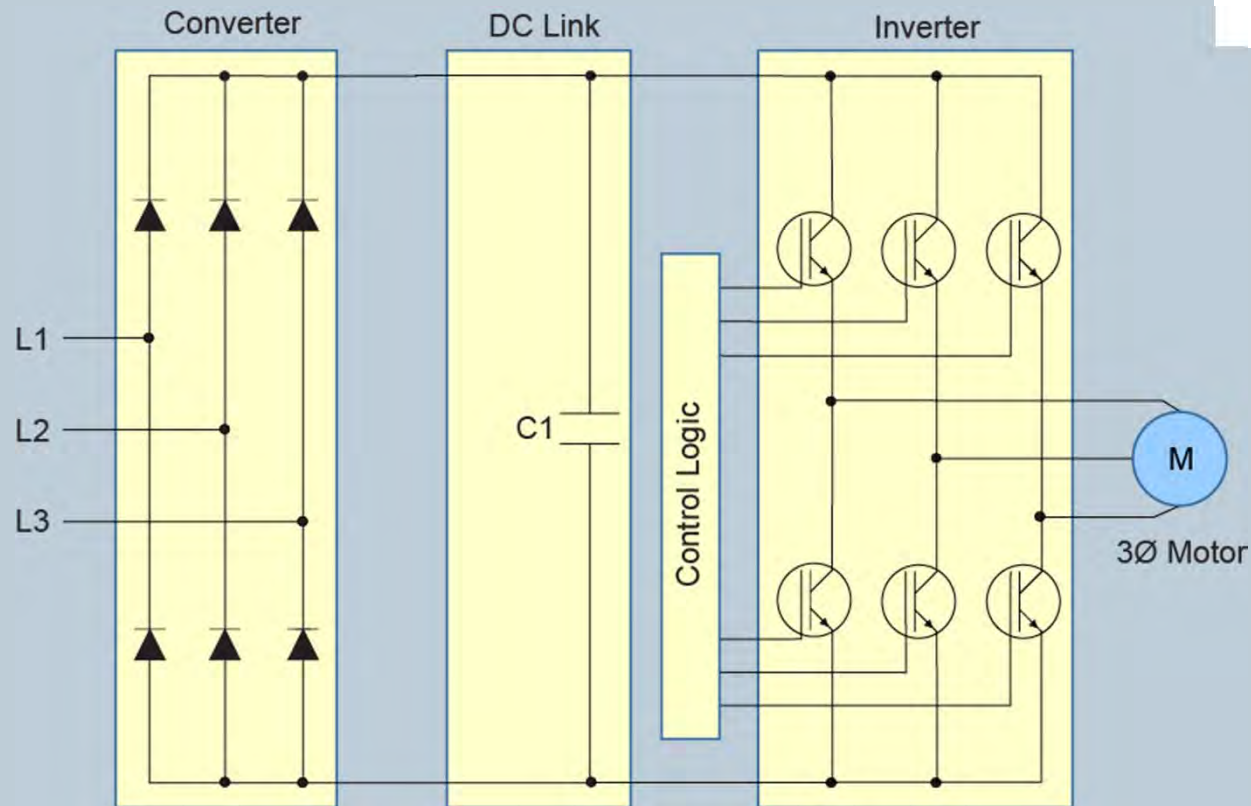 Converter
DC Link
Inverter
L1
L2
L3
C1
Control Logic
M
3Ø Motor